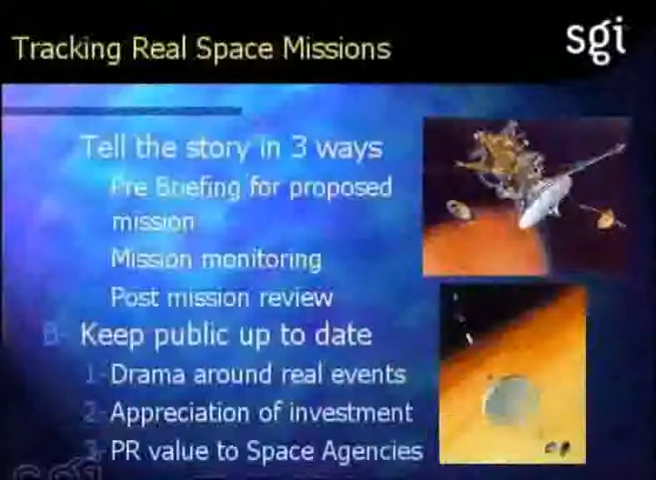 Tracking Real Space Missions
sgi
Tell the story in 3 ways
Pre Briefing for proposed
mission
Mission monitoring
Post mission review
B- Keep public up to date
1- Drama around real events
2- Appreciation of investment
3- PR value to Space Agencies
sgi